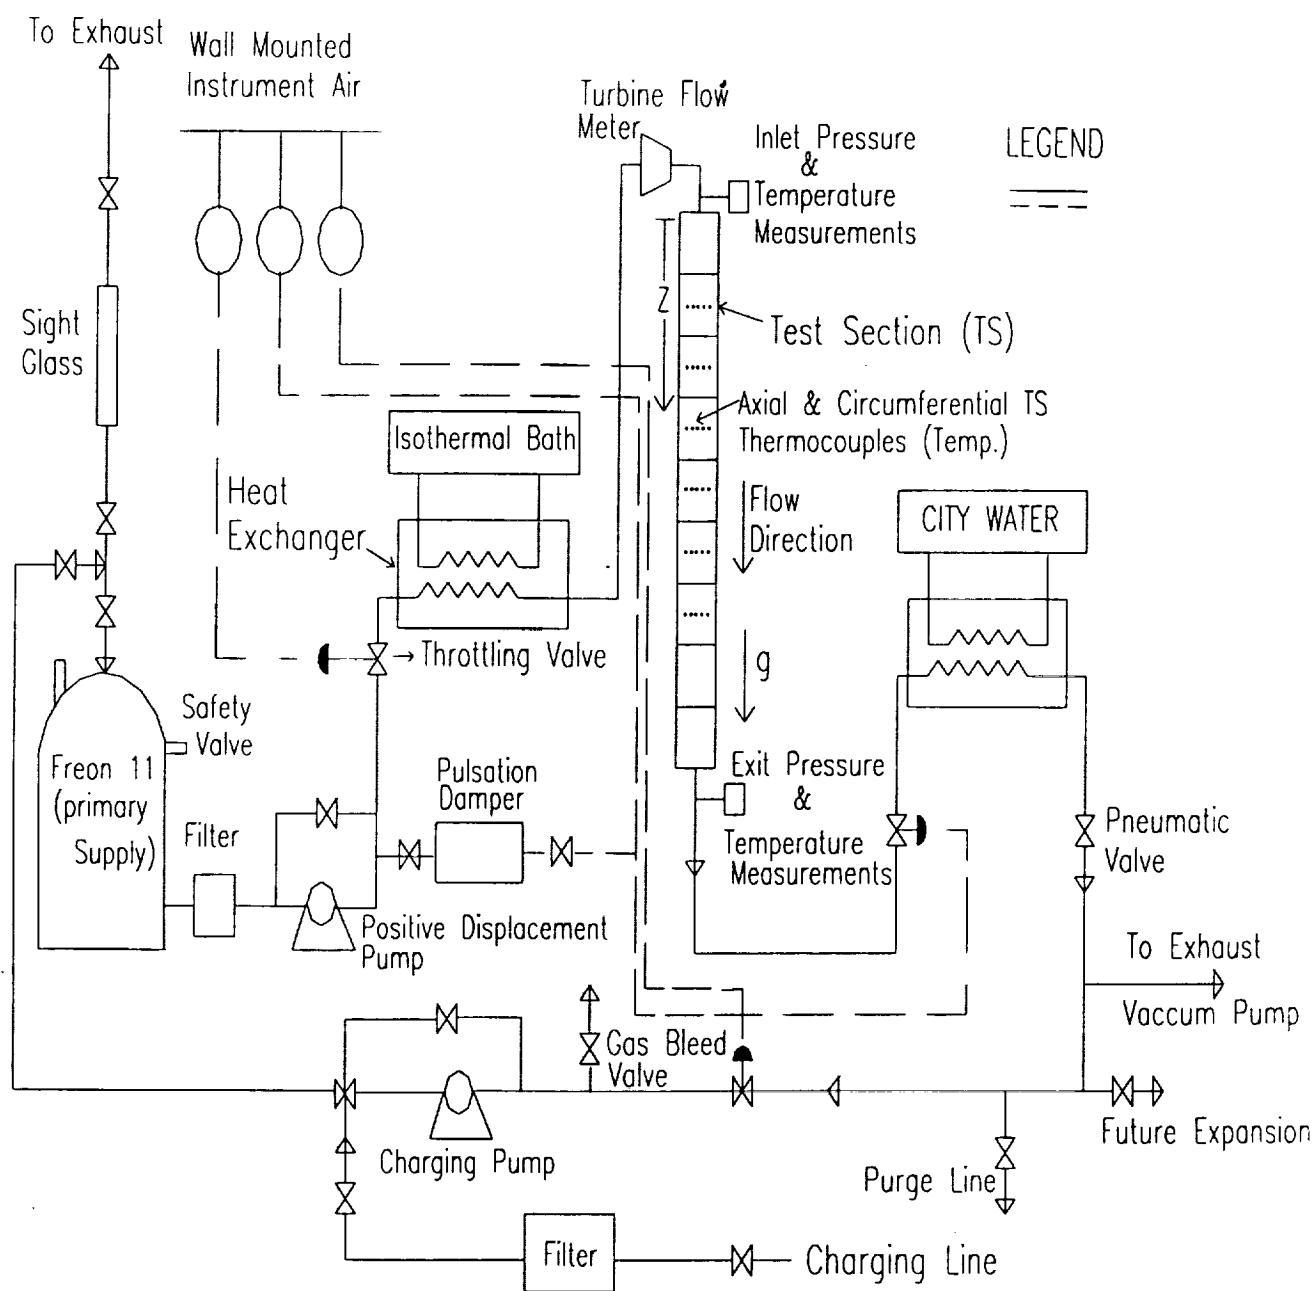 To Exhaust
Wall Mounted
Instrument Air
Turbine Flow
Meter
Inlet Pressure
&
Temperature
Measurements
LEGEND
Sight
Glass
Z
Test Section (TS)
Axial & Circumferential TS
Thermocouples (Temp.)
Isothermal Bath
Heat
Exchanger
Flow
Direction
CITY WATER
Throttling Valve
g
Safety
Valve
Freon 11
(primary
Supply)
Filter
Pulsation
Damper
Exit Pressure
&
Temperature
Measurements
Pneumatic
Valve
Positive Displacement
Pump
To Exhaust
Vaccum Pump
Gas Bleed
Valve
Charging Pump
Future Expansion
Purge Line
Filter
Charging Line